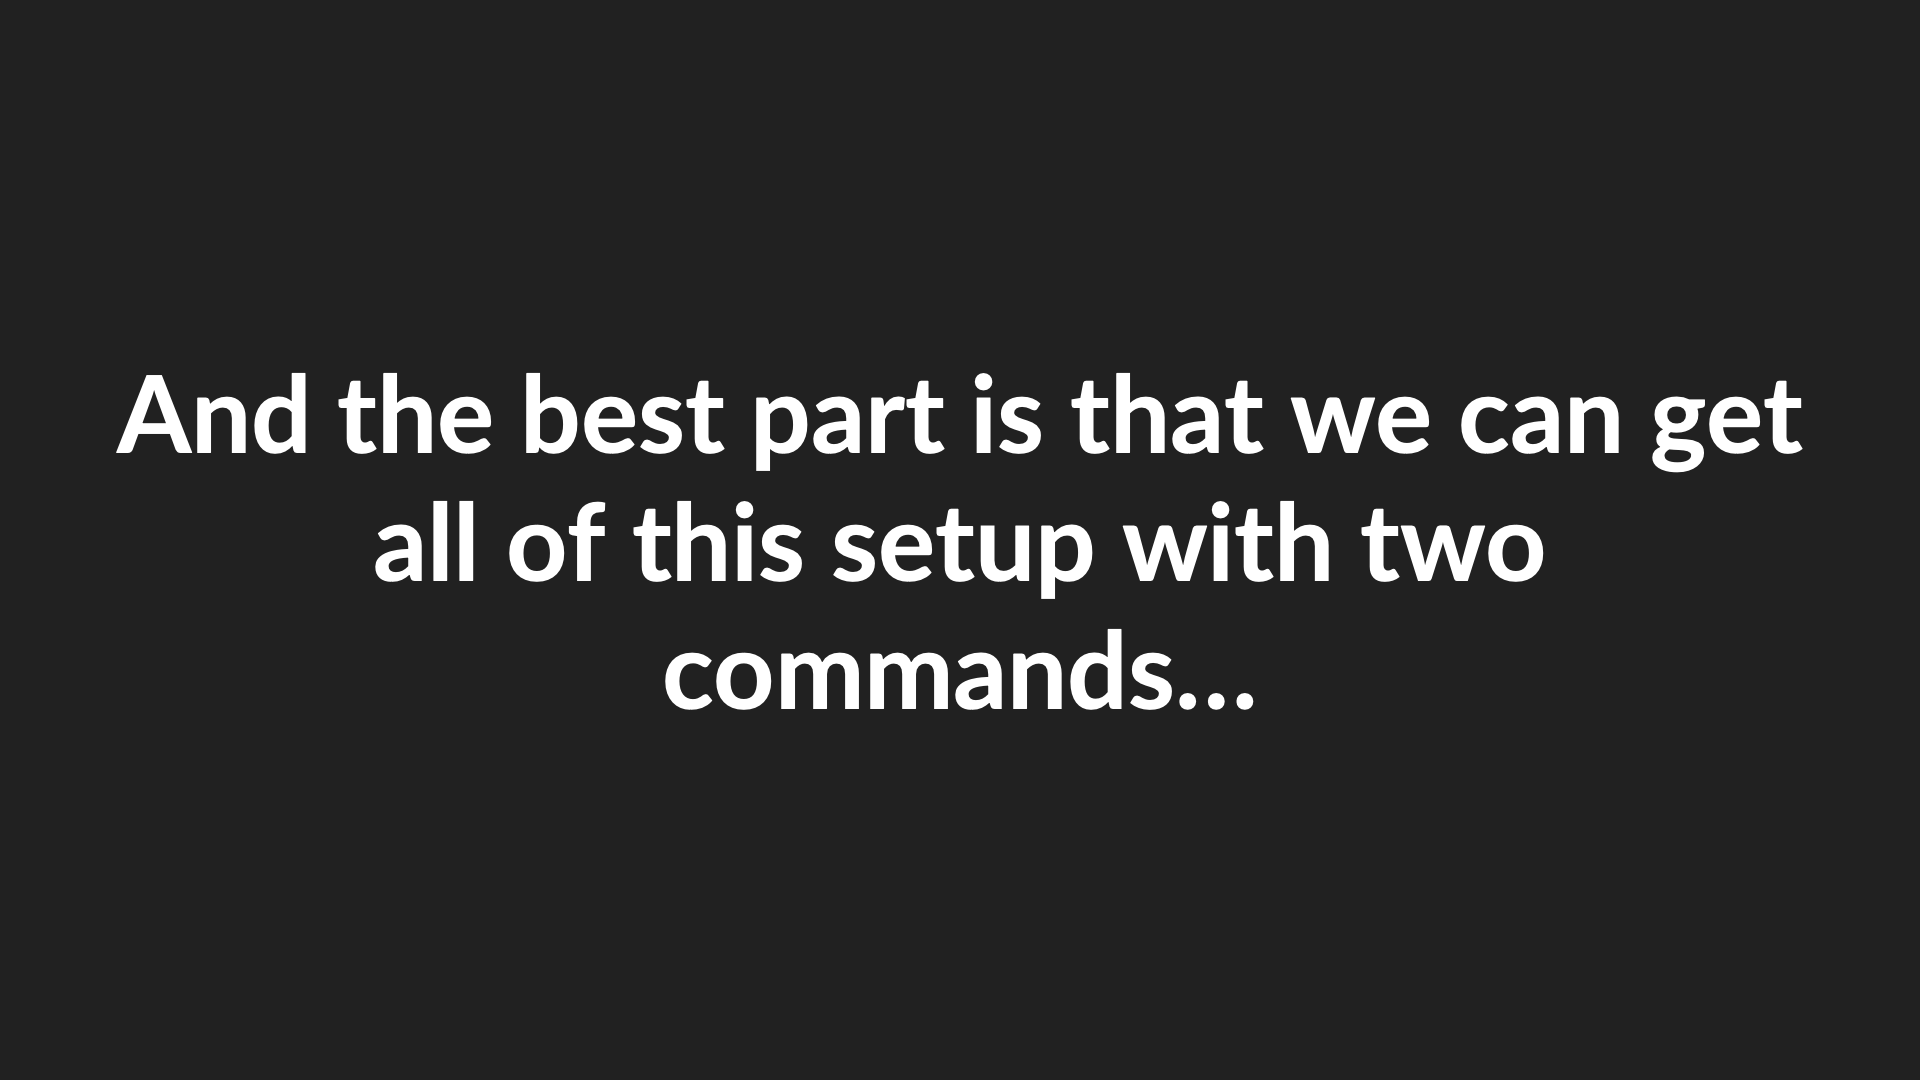 And the best part is that we can get
all of this setup with two
commands...